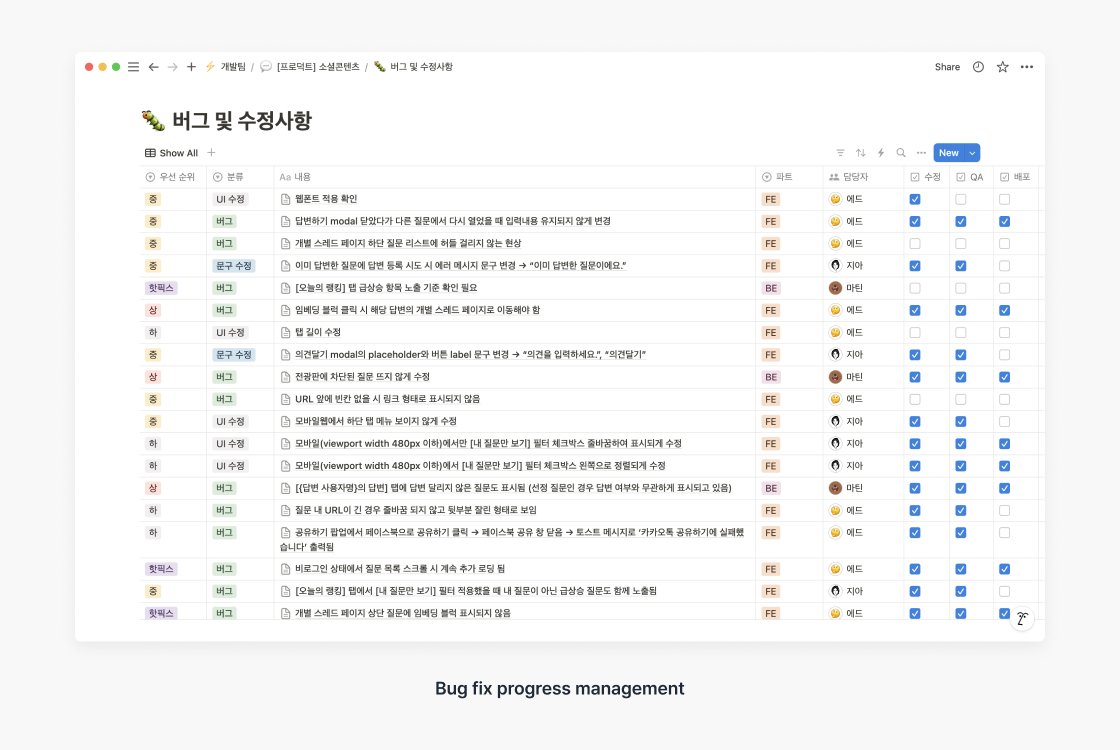 개발팀 / [프로덕트] 소셜콘텐츠 / 버그 및 수정사항 Share
버그 및 수정사항
Show All New
우선 순위 분류 Aa 내용 파트 담당자 수정 QA 배포
중 UI 수정 웹폰트 적용 확인 FE 에드
중 버그 답변하기 modal 닫았다가 다른 질문에서 다시 열었을 때 입력내용 유지되지 않게 변경 FE 에드
중 버그 개별 스레드 페이지 하단 질문 리스트에 허들 걸리지 않는 현상 FE 에드
중 문구 수정 이미 답변한 질문에 답변 등록 시도 시 에러 메시지 문구 변경 → “이미 답변한 질문이에요.” FE 지아
핫픽스 버그 [오늘의 랭킹] 탭 급상승 항목 노출 기준 확인 필요 BE 마틴
상 버그 임베딩 블럭 클릭 시 해당 답변의 개별 스레드 페이지로 이동해야 함 FE 에드
하 UI 수정 탭 길이 수정 FE 에드
중 문구 수정 의견달기 modal의 placeholder와 버튼 label 문구 변경 → “의견을 입력하세요.”, “의견달기” FE 지아
상 버그 전광판에 차단된 질문 뜨지 않게 수정 BE 마틴
중 버그 URL 앞에 빈칸 없을 시 링크 형태로 표시되지 않음 FE 에드
중 UI 수정 모바일웹에서 하단 탭 메뉴 보이지 않게 수정 FE 지아
하 UI 수정 모바일(viewport width 480px 이하)에서만 [내 질문만 보기] 필터 체크박스 줄바꿈하여 표시되게 수정 FE 지아
하 UI 수정 모바일(viewport width 480px 이하)에서 [내 질문만 보기] 필터 체크박스 왼쪽으로 정렬되게 수정 FE 지아
상 버그 [{답변 사용자명}의 답변] 탭에 답변 달리지 않은 질문도 표시됨 (선정 질문인 경우 답변 여부와 무관하게 표시되고 있음) BE 마틴
하 버그 질문 내 URL이 긴 경우 줄바꿈 되지 않고 뒷부분 잘린 형태로 보임 FE 에드
하 버그 공유하기 팝업에서 페이스북으로 공유하기 클릭 → 페이스북 공유 창 닫음 → 토스트 메시지로 ‘카카오톡 공유하기에 실패했 FE 에드
습니다’ 출력됨
핫픽스 버그 비로그인 상태에서 질문 목록 스크롤 시 계속 추가 로딩 됨 FE 에드
중 버그 [오늘의 랭킹] 탭에서 [내 질문만 보기] 필터 적용했을 때 내 질문이 아닌 급상승 질문도 함께 노출됨 FE 지아
핫픽스 버그 개별 스레드 페이지 상단 질문에 임베딩 블럭 표시되지 않음 FE 에드
Bug fix progress management